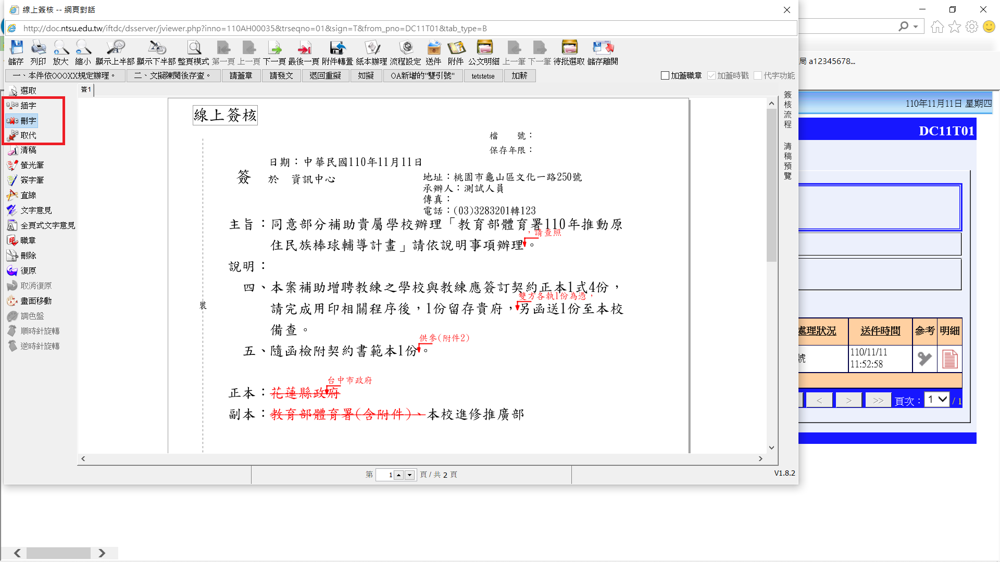 線上簽核 -- 網頁對話
http://doc.ntsu.edu.tw/iftdc/dsserver/jviewer.php?inno=110AH00035&trseqno=01&sign=T&from_pno=DC11T01&tab_type=B
儲存 列印 放大 縮小 顯示上半部 顯示下半部 整頁模式 第一頁 上一頁 下一頁 最後一頁 附件轉置 紙本辦理 流程設定 送件 附件 公文明細 上一筆 下一筆 待批選取 儲存離開
局 a12345678...
一、本件依OOOXX規定辦理。 二、文擬陳閱後存查。 請蓋章 請發文 退回重擬 如擬 OA新增的"雙引號" tetstetse 加薪 加蓋職章 加蓋時戳 代字功能
選取
插字
刪字
取代
清稿
螢光筆
簽字筆
直線
文字意見
全頁式文字意見
職章
刪除
復原
取消復原
畫面移動
調色盤
順時針旋轉
逆時針旋轉
簽1
線上簽核
檔 號：
保存年限：
日期：中華民國110年11月11日
簽 於 資訊中心
地址：桃園市龜山區文化一路250號
承辦人：測試人員
傳真：
電話：(03)3283201轉123
主旨：同意部分補助貴屬學校辦理「教育部體育署110年推動原
，請查照
住民族棒球輔導計畫」請依說明事項辦理。
說明：
四、本案補助增聘教練之學校與教練應簽訂契約正本1式4份，
雙方各執1份為憑，
請完成用印相關程序後，1份留存貴府，另函送1份至本校
備查。
供參(附件2)
五、隨函檢附契約書範本1份。
台中市政府
正本：花蓮縣政府
副本：教育部體育署(含附件)、本校進修推廣部
裝
簽核流程
清稿預覽
第 1 頁 / 共 2 頁
V1.8.2
110年11月11日 星期四
DC11T01
處理狀況 送件時間 參考 明細
號 110/11/11
11:52:58
< > >> 頁次： 1 / 1